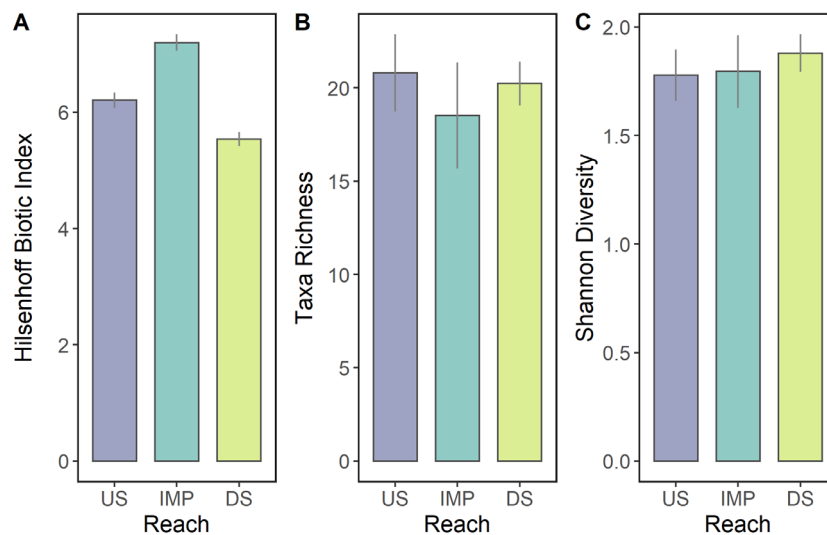 A
Hilsenhoff Biotic Index
6
4
2
0
US IMP DS
Reach
B
Taxa Richness
20
15
10
5
0
US IMP DS
Reach
C
Shannon Diversity
2.0
1.5
1.0
0.5
0.0
US IMP DS
Reach